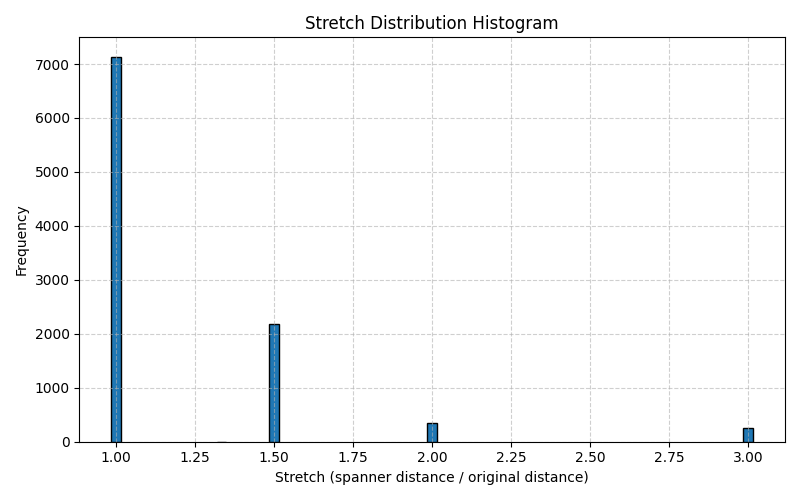 Stretch Distribution Histogram
7000
6000
5000
4000
3000
2000
1000
0
Frequency
1.00 1.25 1.50 1.75 2.00 2.25 2.50 2.75 3.00
Stretch (spanner distance / original distance)